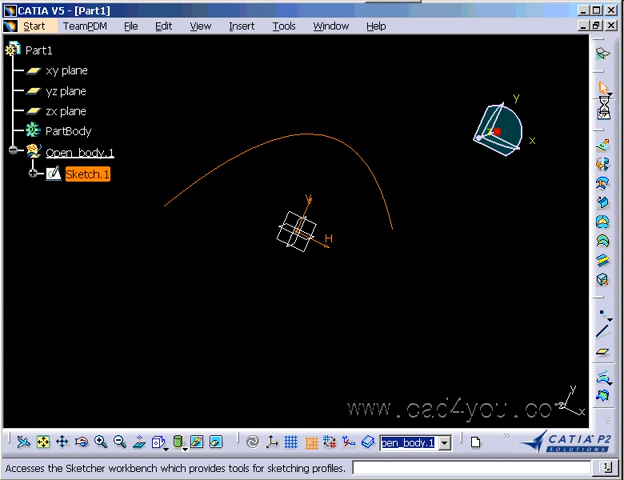 CATIA V5 - [Part1]
Start TeamPDM File Edit View Insert Tools Window Help
Part1
xy plane
yz plane
zx plane
PartBody
Open_body.1
Sketch.1
y
x
z
V
H
www.cad4you.co
y
z
x
pen_body.1
CATIA P2
SOLUTIONS
Accesses the Sketcher workbench which provides tools for sketching profiles.